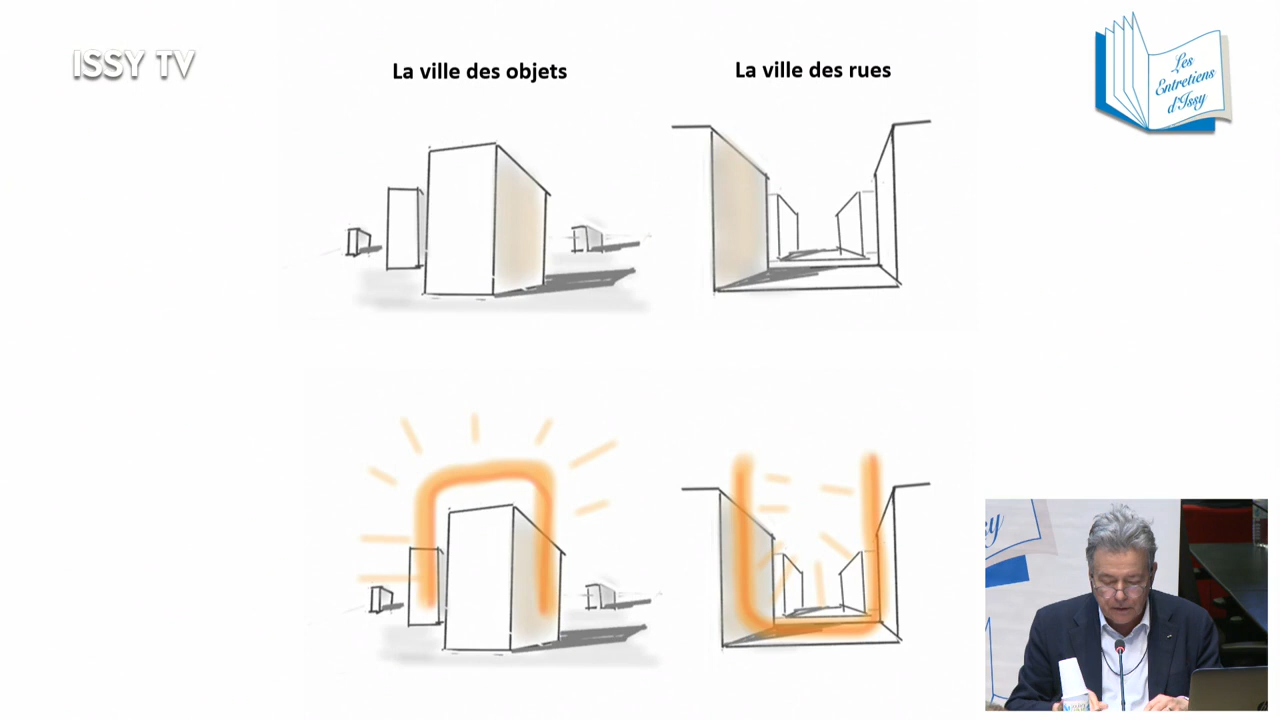 ISSY TV
La ville des objets
La ville des rues
Les
Entretiens
d'Issy